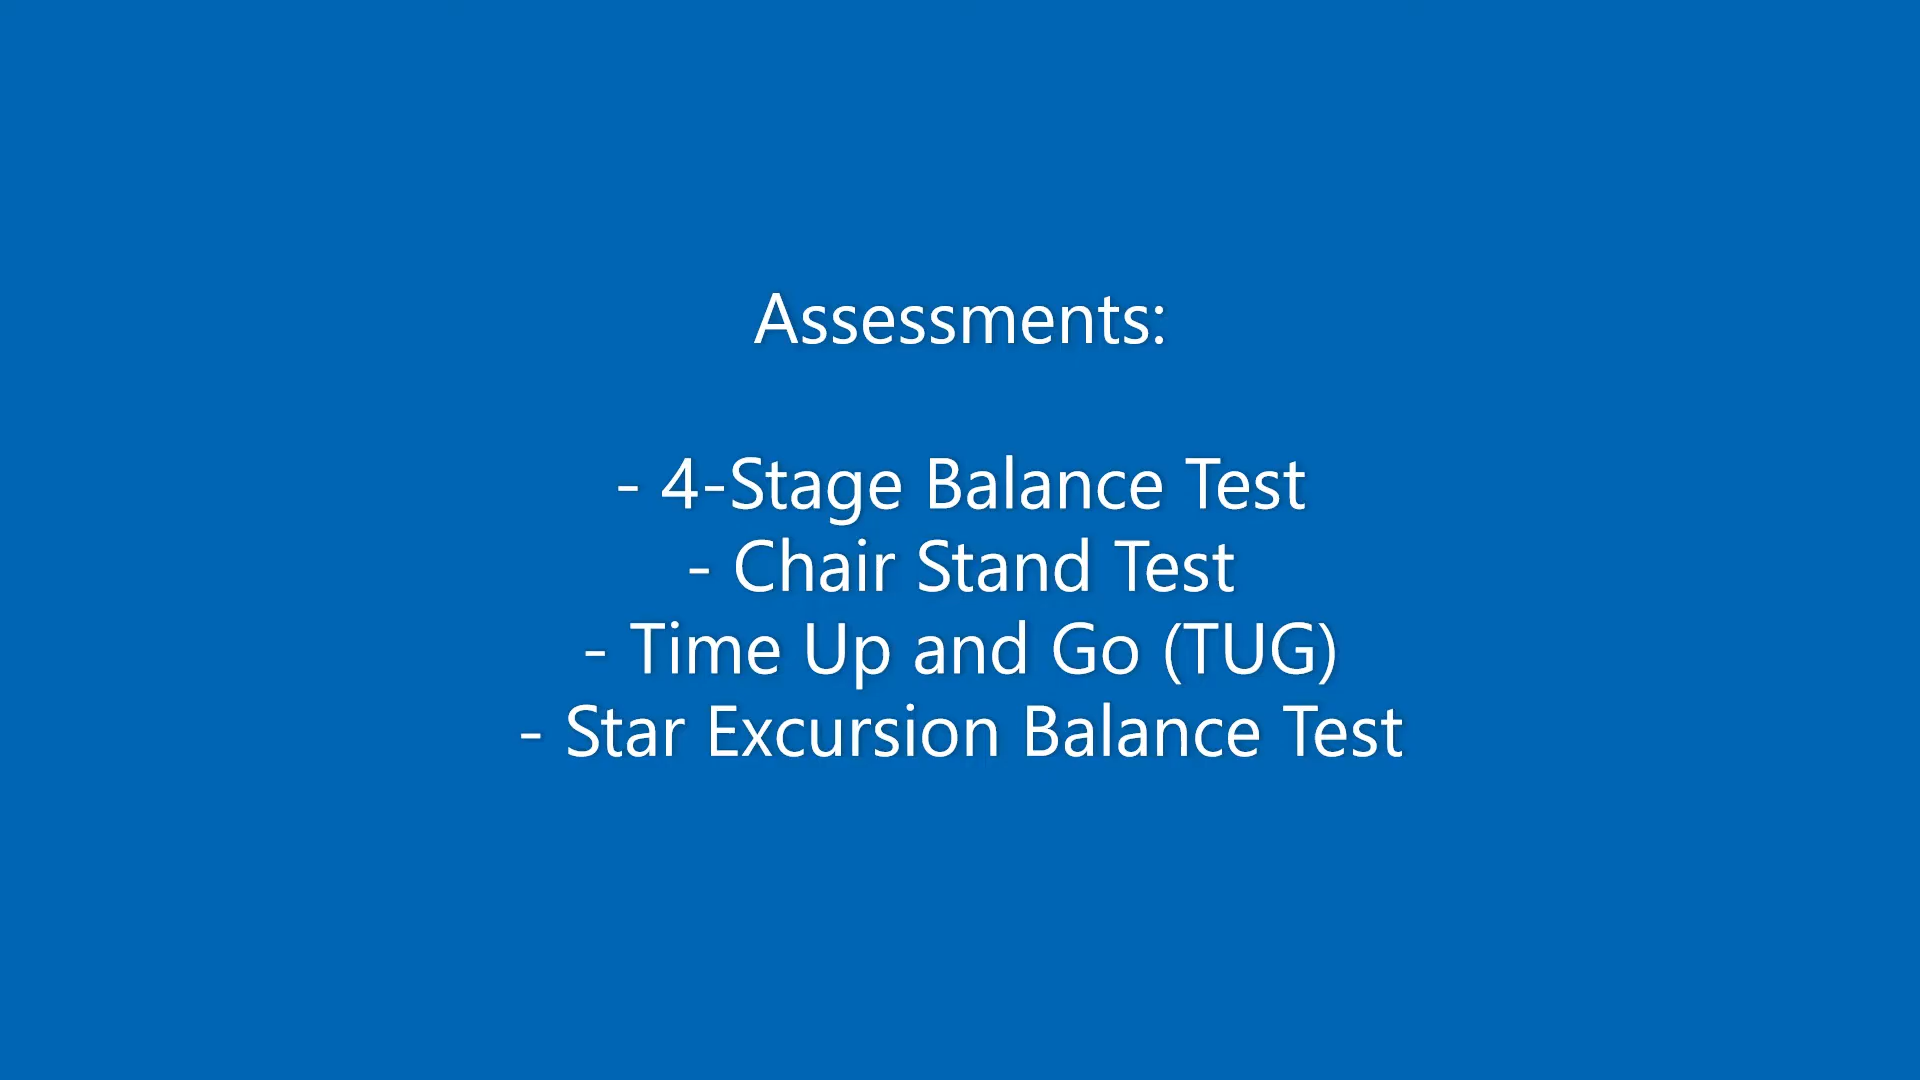 Assessments:
- 4-Stage Balance Test
- Chair Stand Test
- Time Up and Go (TUG)
- Star Excursion Balance Test